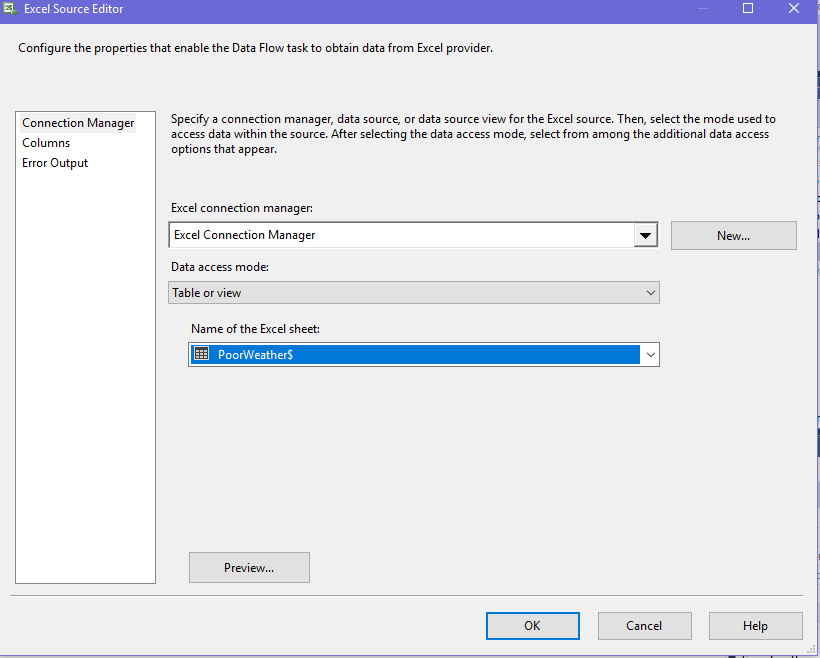 Excel Source Editor
Configure the properties that enable the Data Flow task to obtain data from Excel provider.
Connection Manager
Columns
Error Output
Specify a connection manager, data source, or data source view for the Excel source. Then, select the mode used to
access data within the source. After selecting the data access mode, select from among the additional data access
options that appear.
Excel connection manager:
Excel Connection Manager
New...
Data access mode:
Table or view
Name of the Excel sheet:
PoorWeather$
Preview...
OK
Cancel
Help